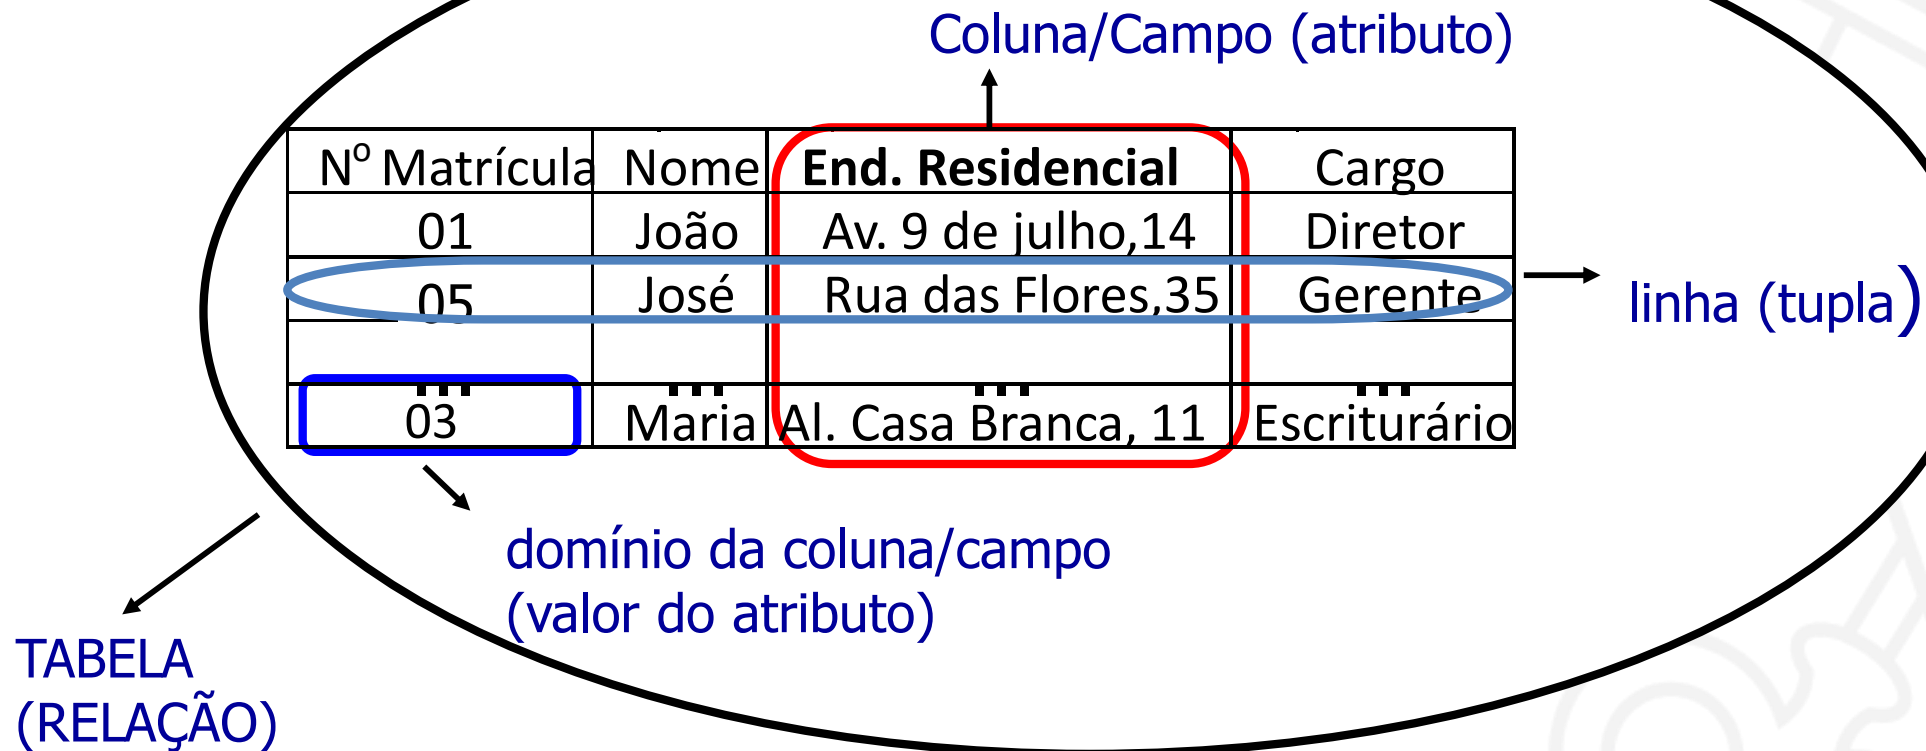 Coluna/Campo (atributo)
Nº Matrícula Nome End. Residencial Cargo
01 João Av. 9 de julho,14 Diretor
05 José Rua das Flores,35 Gerente
linha (tupla)
... ... ... ...
03 Maria Al. Casa Branca, 11 Escriturário
domínio da coluna/campo
(valor do atributo)
TABELA
(RELAÇÃO)